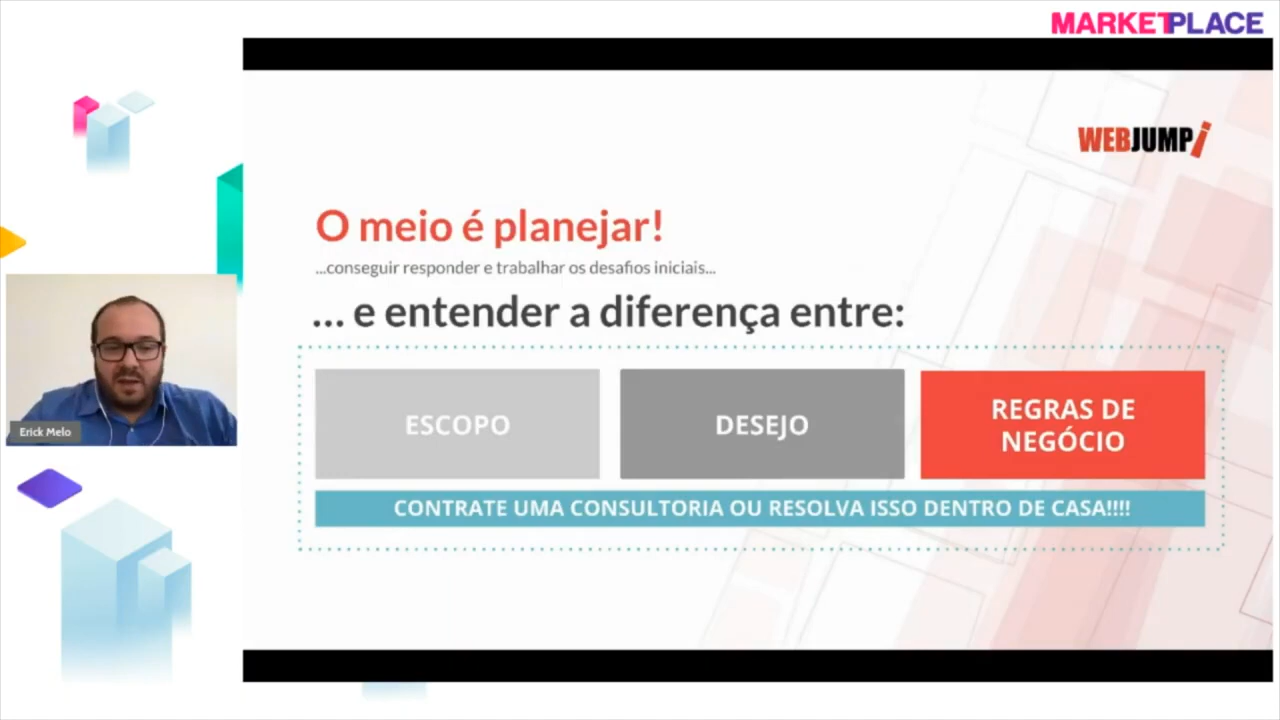 MARKETPLACE
WEBJUMP!
O meio é planejar!
...conseguir responder e trabalhar os desafios iniciais...
... e entender a diferença entre:
ESCOPO
DESEJO
REGRAS DE
NEGÓCIO
CONTRATE UMA CONSULTORIA OU RESOLVA ISSO DENTRO DE CASA!!!!
Erick Melo